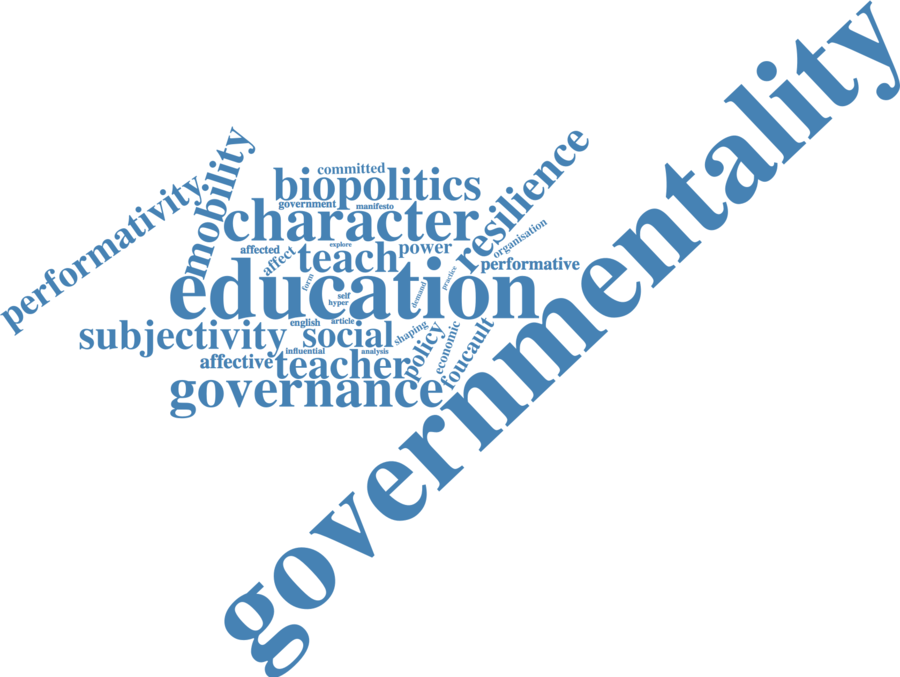 governmentality
performativity
mobility
committed
biopolitics
government manifesto
character
resilience
organisation
affected
explore
affect
teach
power
performative
education
form
self
hyper
demand
practice
subjectivity
english
article
social
shaping
policy
economic
foucault
affective
influential
analysis
teacher
governance